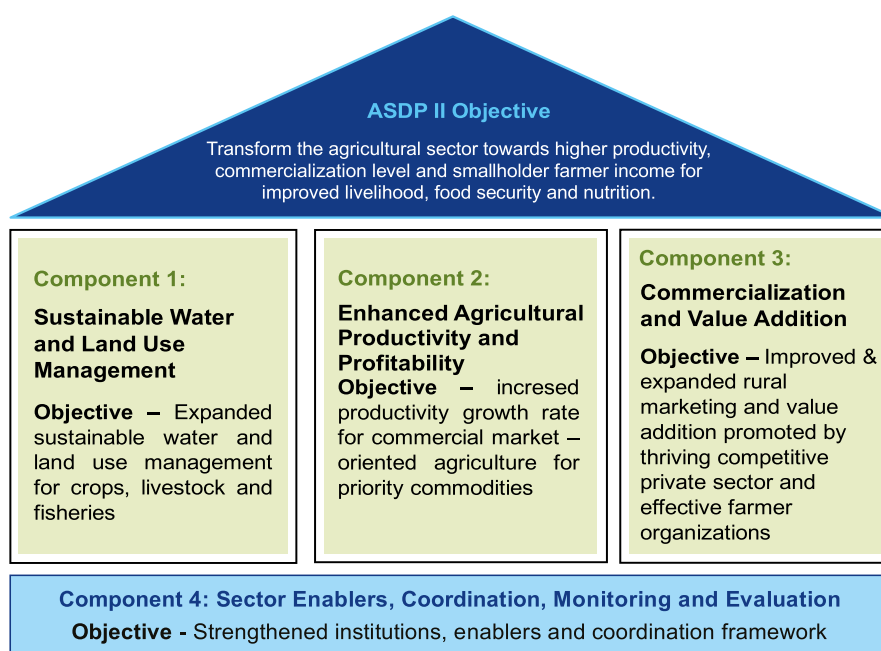 ASDP II Objective
Transform the agricultural sector towards higher productivity,
commercialization level and smallholder farmer income for
improved livelihood, food security and nutrition.
Component 1:
Sustainable Water
and Land Use
Management
Objective – Expanded
sustainable water and
land use management
for crops, livestock and
fisheries
Component 2:
Enhanced Agricultural
Productivity and
Profitability
Objective – incresed
productivity growth rate
for commercial market –
oriented agriculture for
priority commodities
Component 3:
Commercialization
and Value Addition
Objective – Improved &
expanded rural
marketing and value
addition promoted by
thriving competitive
private sector and
effective farmer
organizations
Component 4: Sector Enablers, Coordination, Monitoring and Evaluation
Objective - Strengthened institutions, enablers and coordination framework